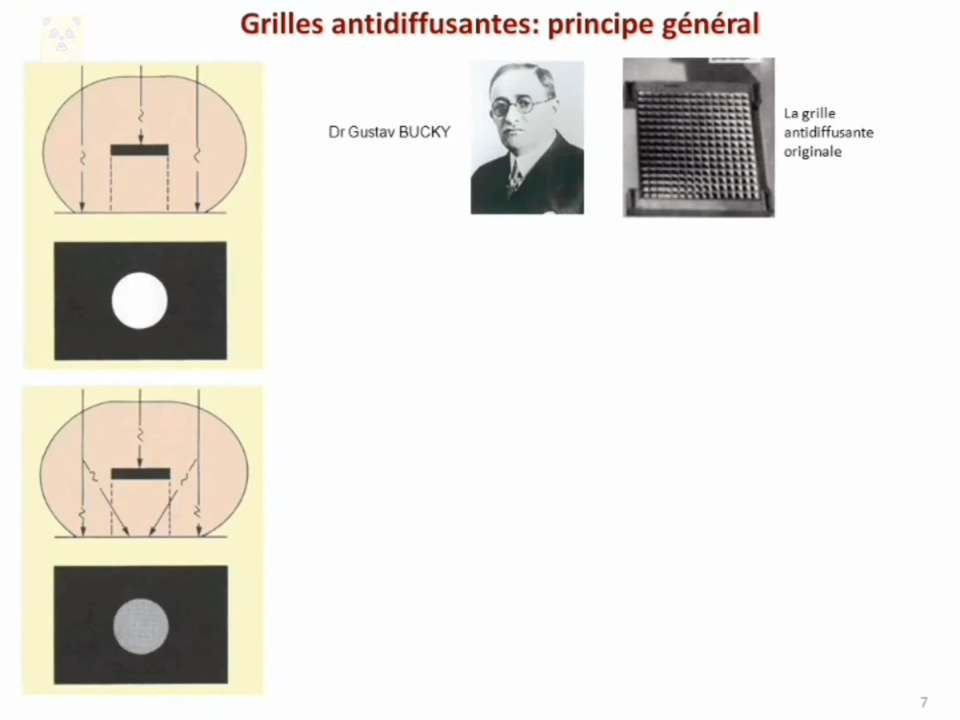 Grilles antidiffusantes: principe général
Dr Gustav BUCKY
La grille
antidiffusante
originale
7